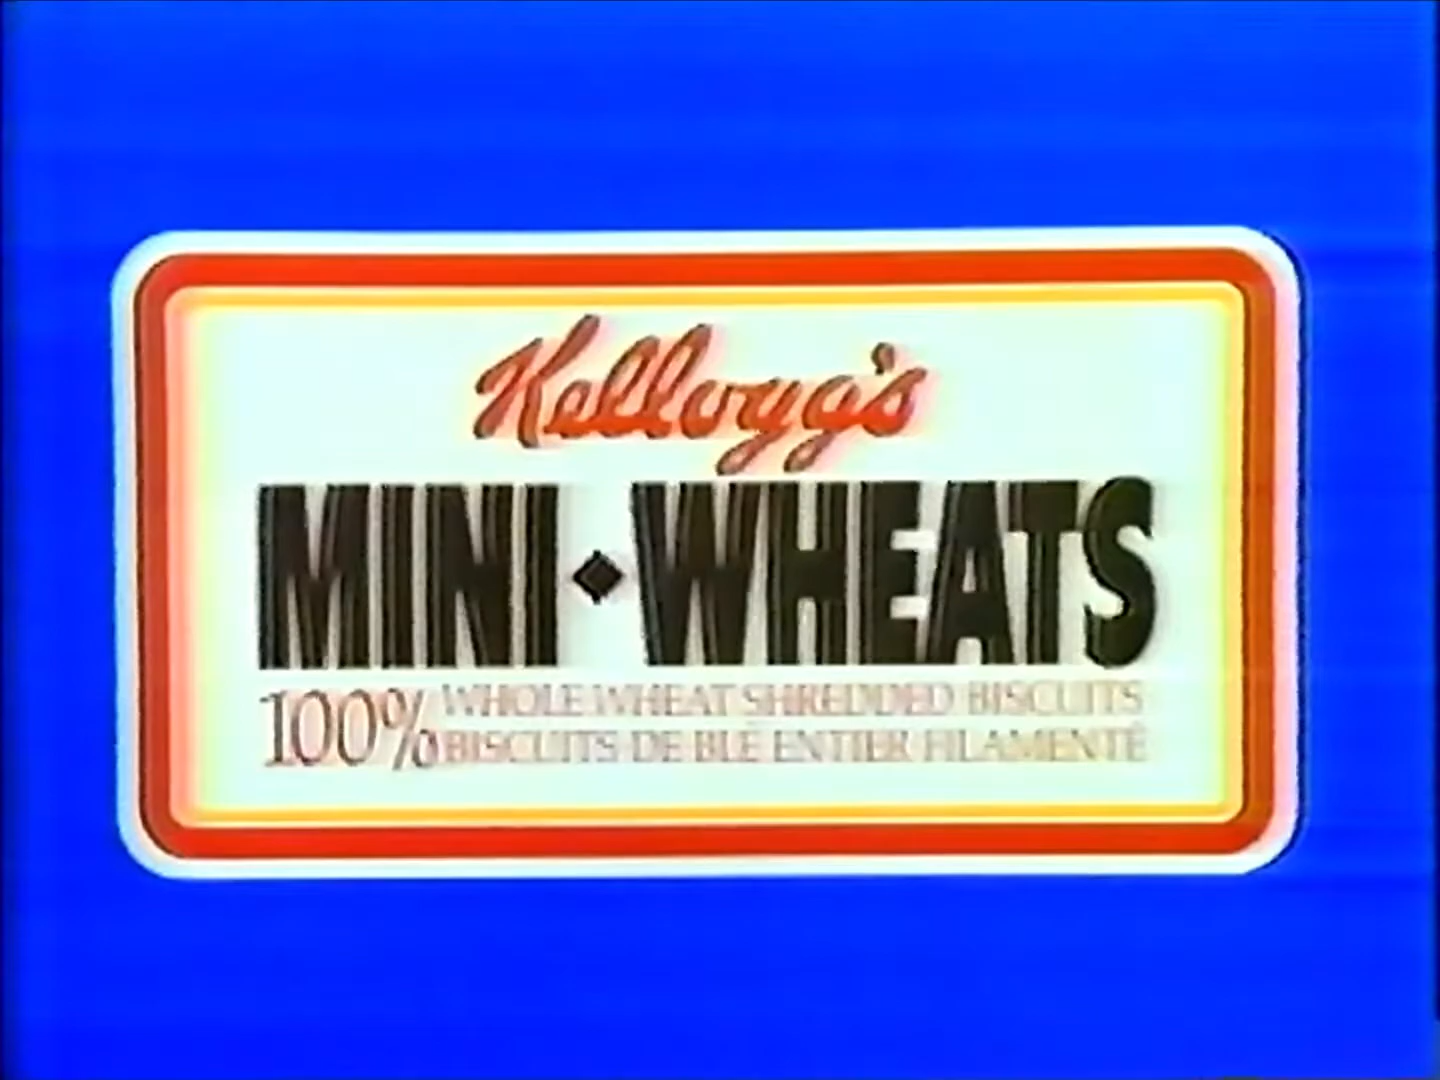 Kellogg's
MINI◆WHEATS
100% WHOLE WHEAT SHREDDED BISCUITS
BISCUITS DE BLÉ ENTIER FILAMENTÉ